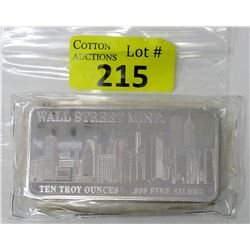 COTTON
AUCTIONS
Lot #
215
WALL STREET MINT.
TEN TROY OUNCES .999 FINE SILVER